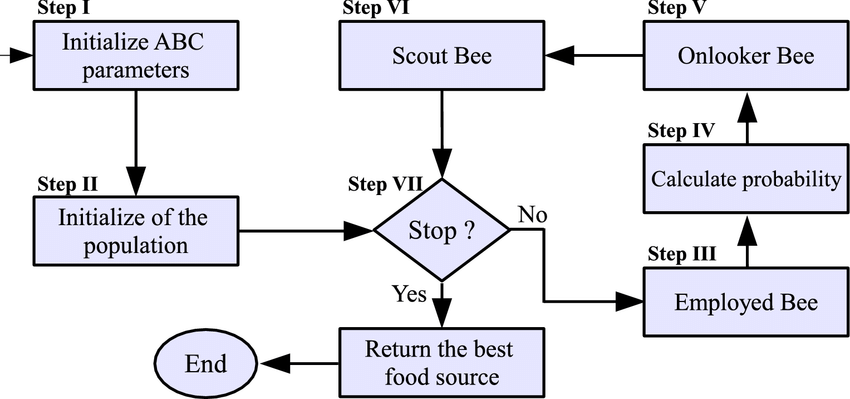 Step I
Initialize ABC
parameters
Step II
Initialize of the
population
Step VI
Scout Bee
Step VII
Stop ?
No
Yes
Return the best
food source
End
Step V
Onlooker Bee
Step IV
Calculate probability
Step III
Employed Bee